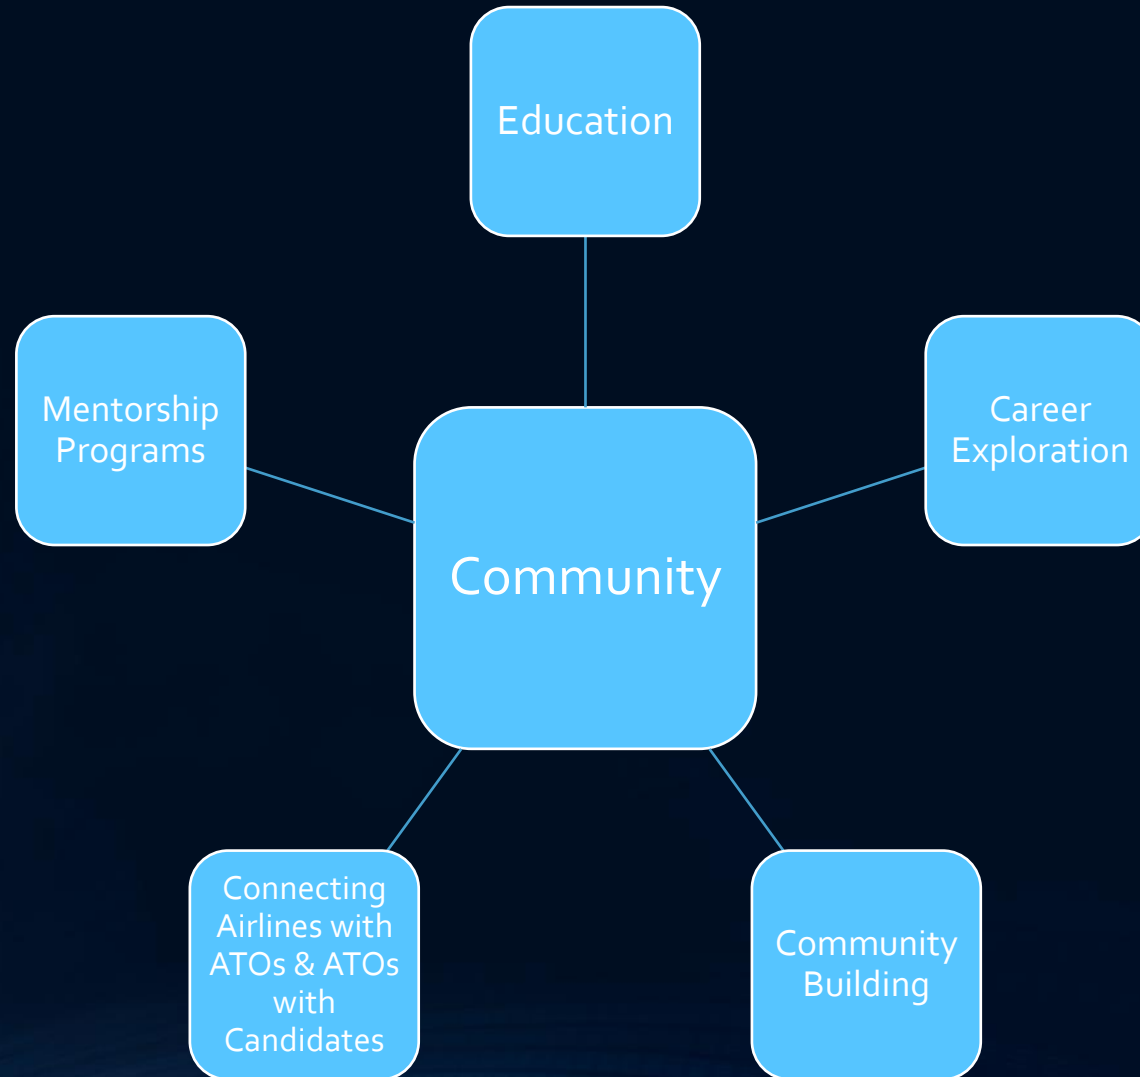 Education
Mentorship
Programs
Career
Exploration
Community
Connecting
Airlines with
ATOs & ATOs
with
Candidates
Community
Building